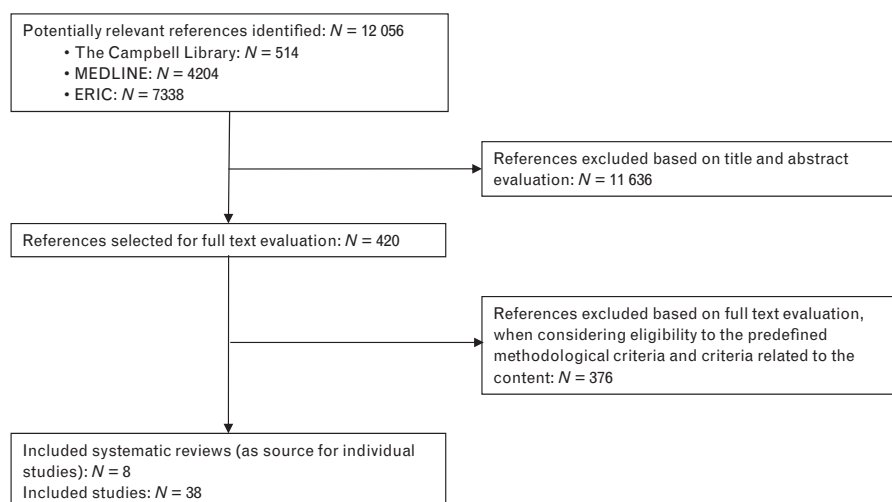 Potentially relevant references identified: N = 12 056
• The Campbell Library: N = 514
• MEDLINE: N = 4204
• ERIC: N = 7338
References excluded based on title and abstract
evaluation: N = 11 636
References selected for full text evaluation: N = 420
References excluded based on full text evaluation,
when considering eligibility to the predefined
methodological criteria and criteria related to the
content: N = 376
Included systematic reviews (as source for individual
studies): N = 8
Included studies: N = 38